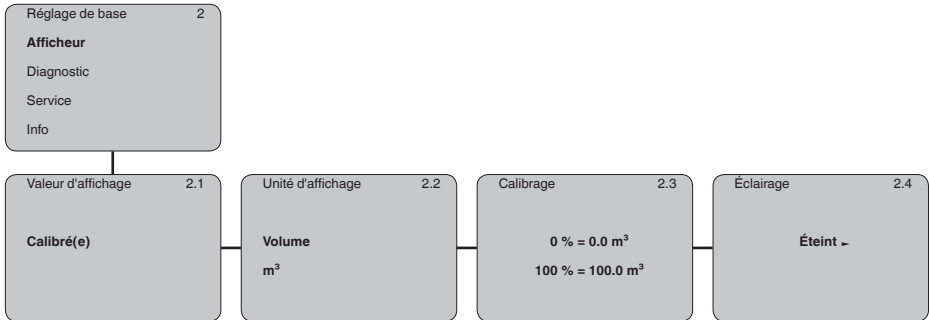 Réglage de base 2
Afficheur
Diagnostic
Service
Info
Valeur d'affichage 2.1
Calibré(e)
Unité d'affichage 2.2
Volume
m³
Calibrage 2.3
0 % = 0.0 m³
100 % = 100.0 m³
Éclairage 2.4
Éteint ►